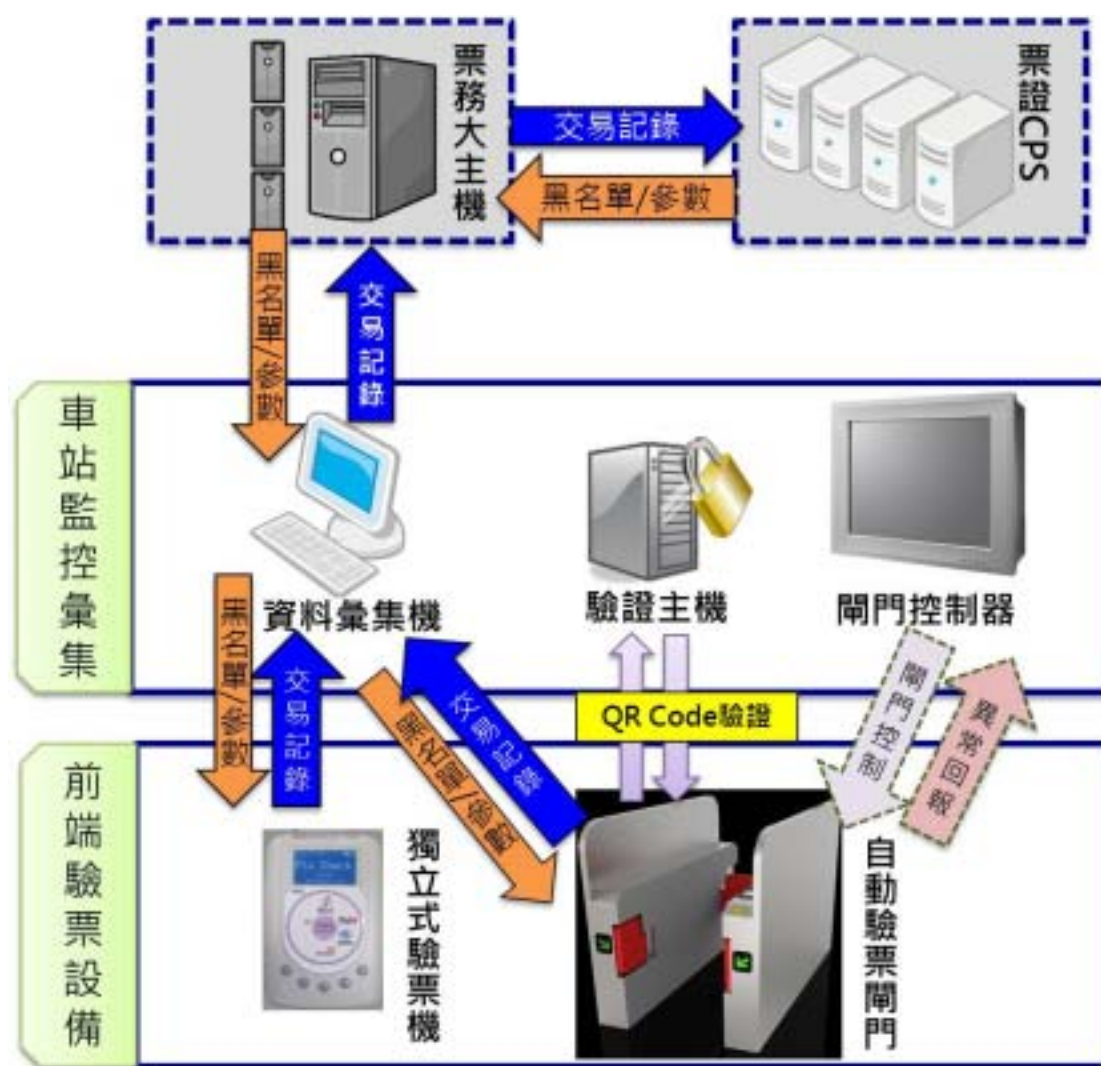 票務大主機
交易記錄
黑名單/參數
票證CPS
黑名單/參數
交易記錄
車站監控彙集
資料彙集機
驗證主機
閘門控制器
黑名單/參數
交易記錄
黑名單/參數
交易記錄
QR Code驗證
閘門控制
異常回報
前端驗票設備
獨立式驗票機
自動驗票閘門